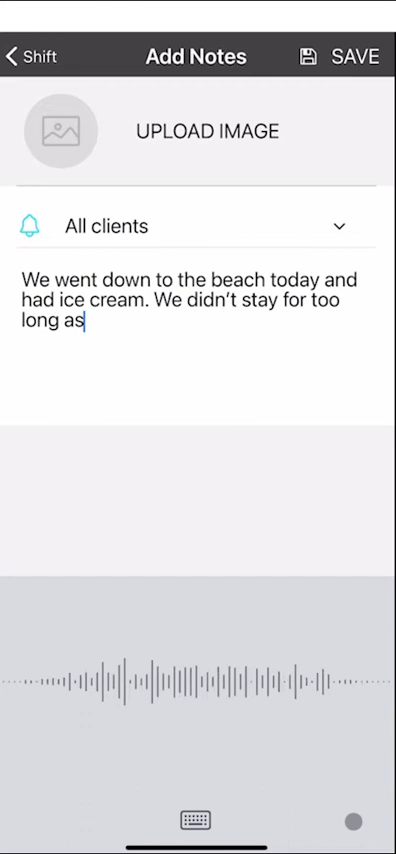 Shift Add Notes SAVE
UPLOAD IMAGE
All clients
We went down to the beach today and
had ice cream. We didn't stay for too
long as